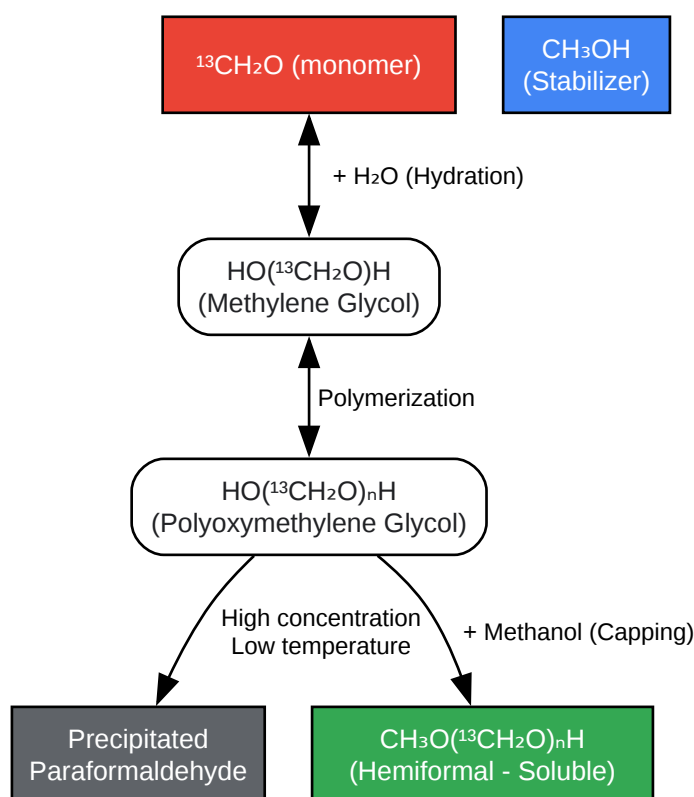 ¹³CH₂O (monomer)
CH₃OH
(Stabilizer)
+ H₂O (Hydration)
HO(¹³CH₂O)H
(Methylene Glycol)
Polymerization
HO(¹³CH₂O)ₙH
(Polyoxymethylene Glycol)
High concentration
Low temperature
+ Methanol (Capping)
Precipitated
Paraformaldehyde
CH₃O(¹³CH₂O)ₙH
(Hemiformal - Soluble)